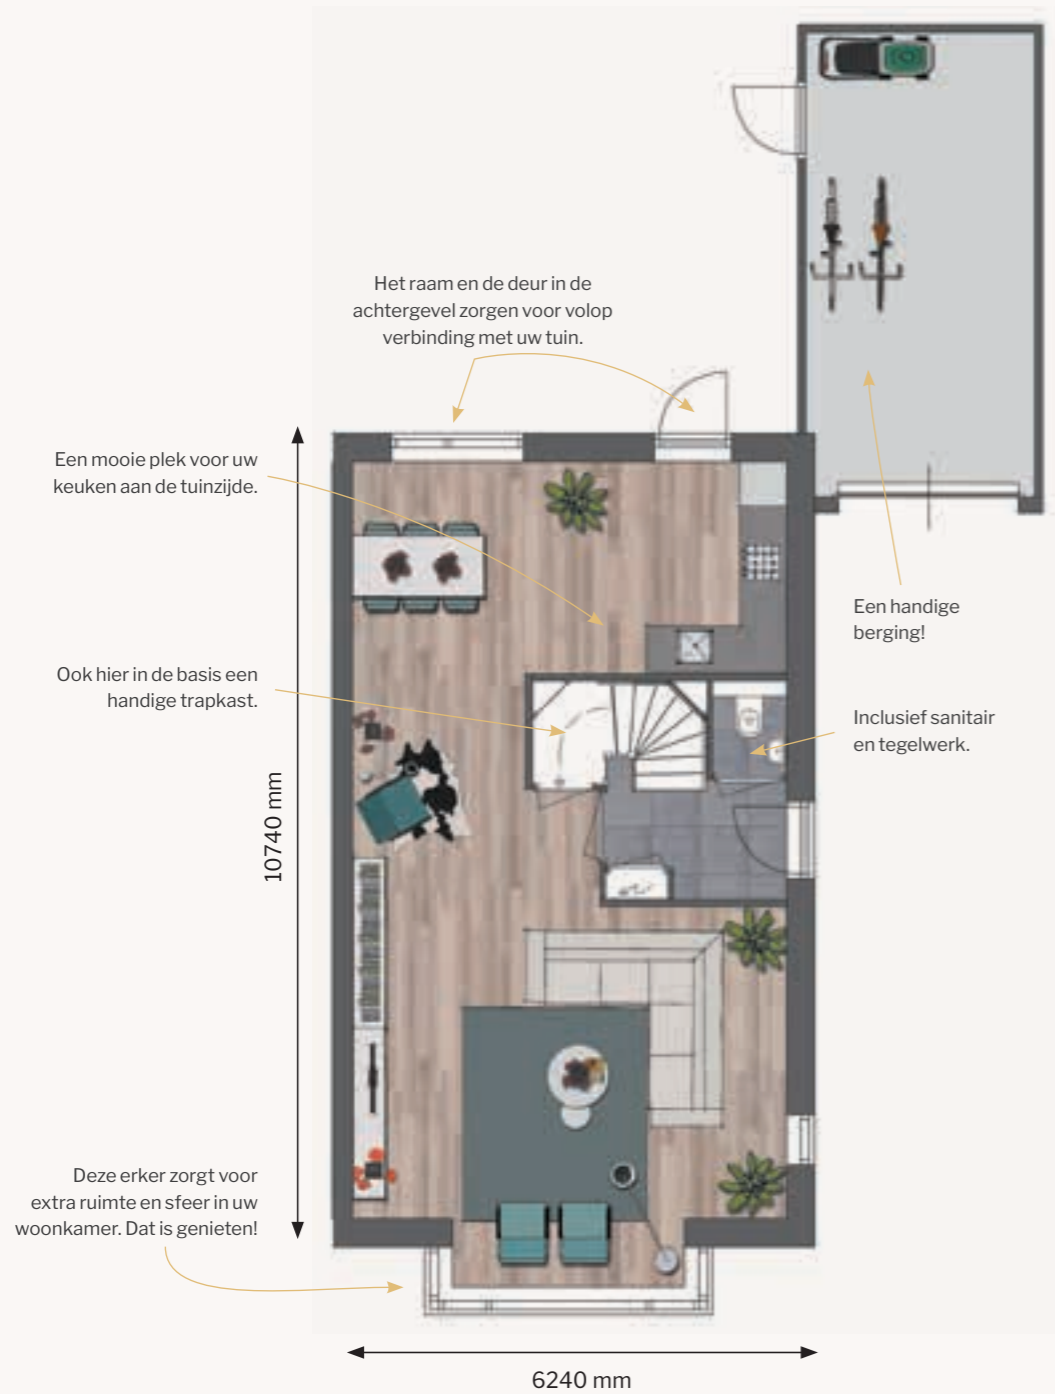 Het raam en de deur in de
achtergevel zorgen voor volop
verbinding met uw tuin.
Een mooie plek voor uw
keuken aan de tuinzijde.
Een handige
berging!
Ook hier in de basis een
handige trapkast.
Inclusief sanitair
en tegelwerk.
10740 mm
Deze erker zorgt voor
extra ruimte en sfeer in uw
woonkamer. Dat is genieten!
6240 mm